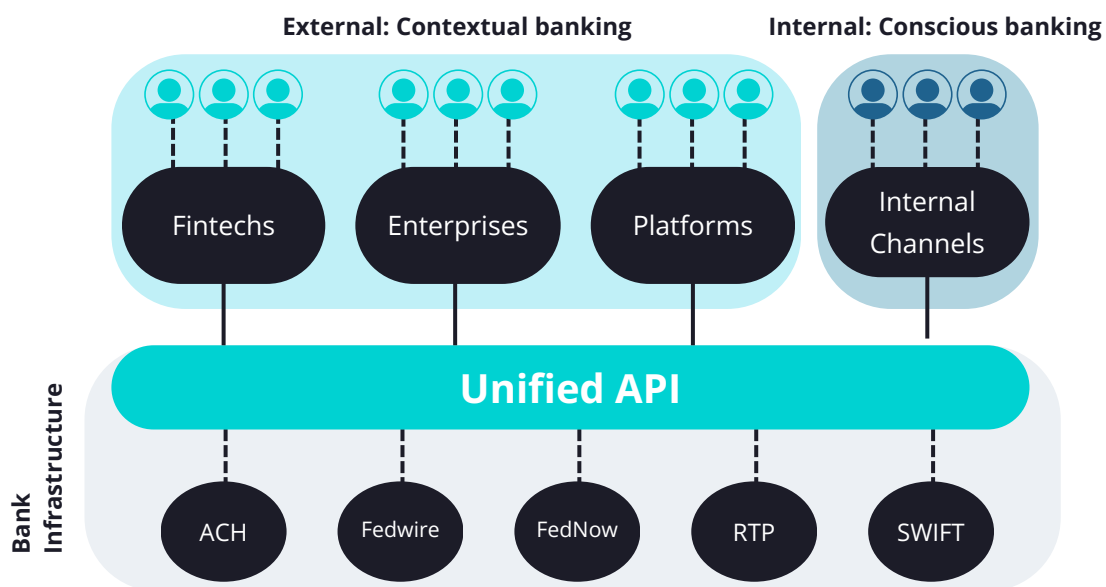 External: Contextual banking
Internal: Conscious banking
Fintechs
Enterprises
Platforms
Internal
Channels
Unified API
Bank
Infrastructure
ACH
Fedwire
FedNow
RTP
SWIFT